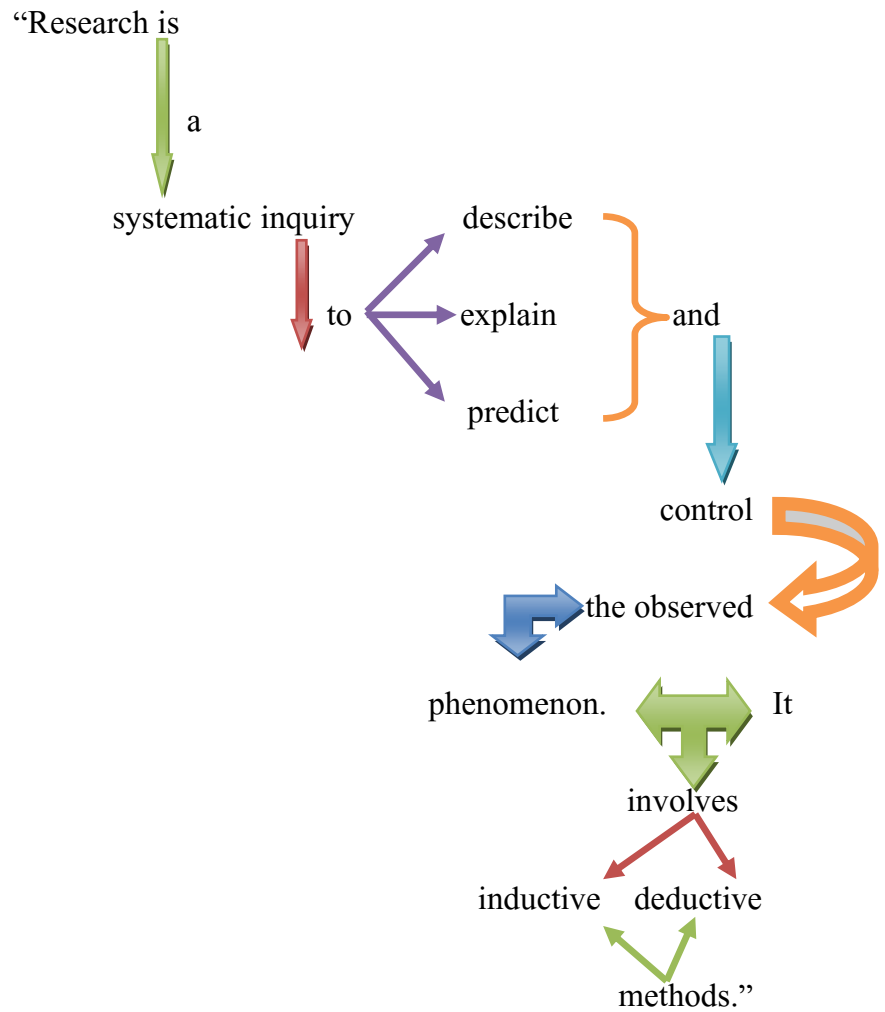 “Research is
a
systematic inquiry
to
describe
explain
predict
and
control
the observed
phenomenon.
It
involves
inductive
deductive
methods.”